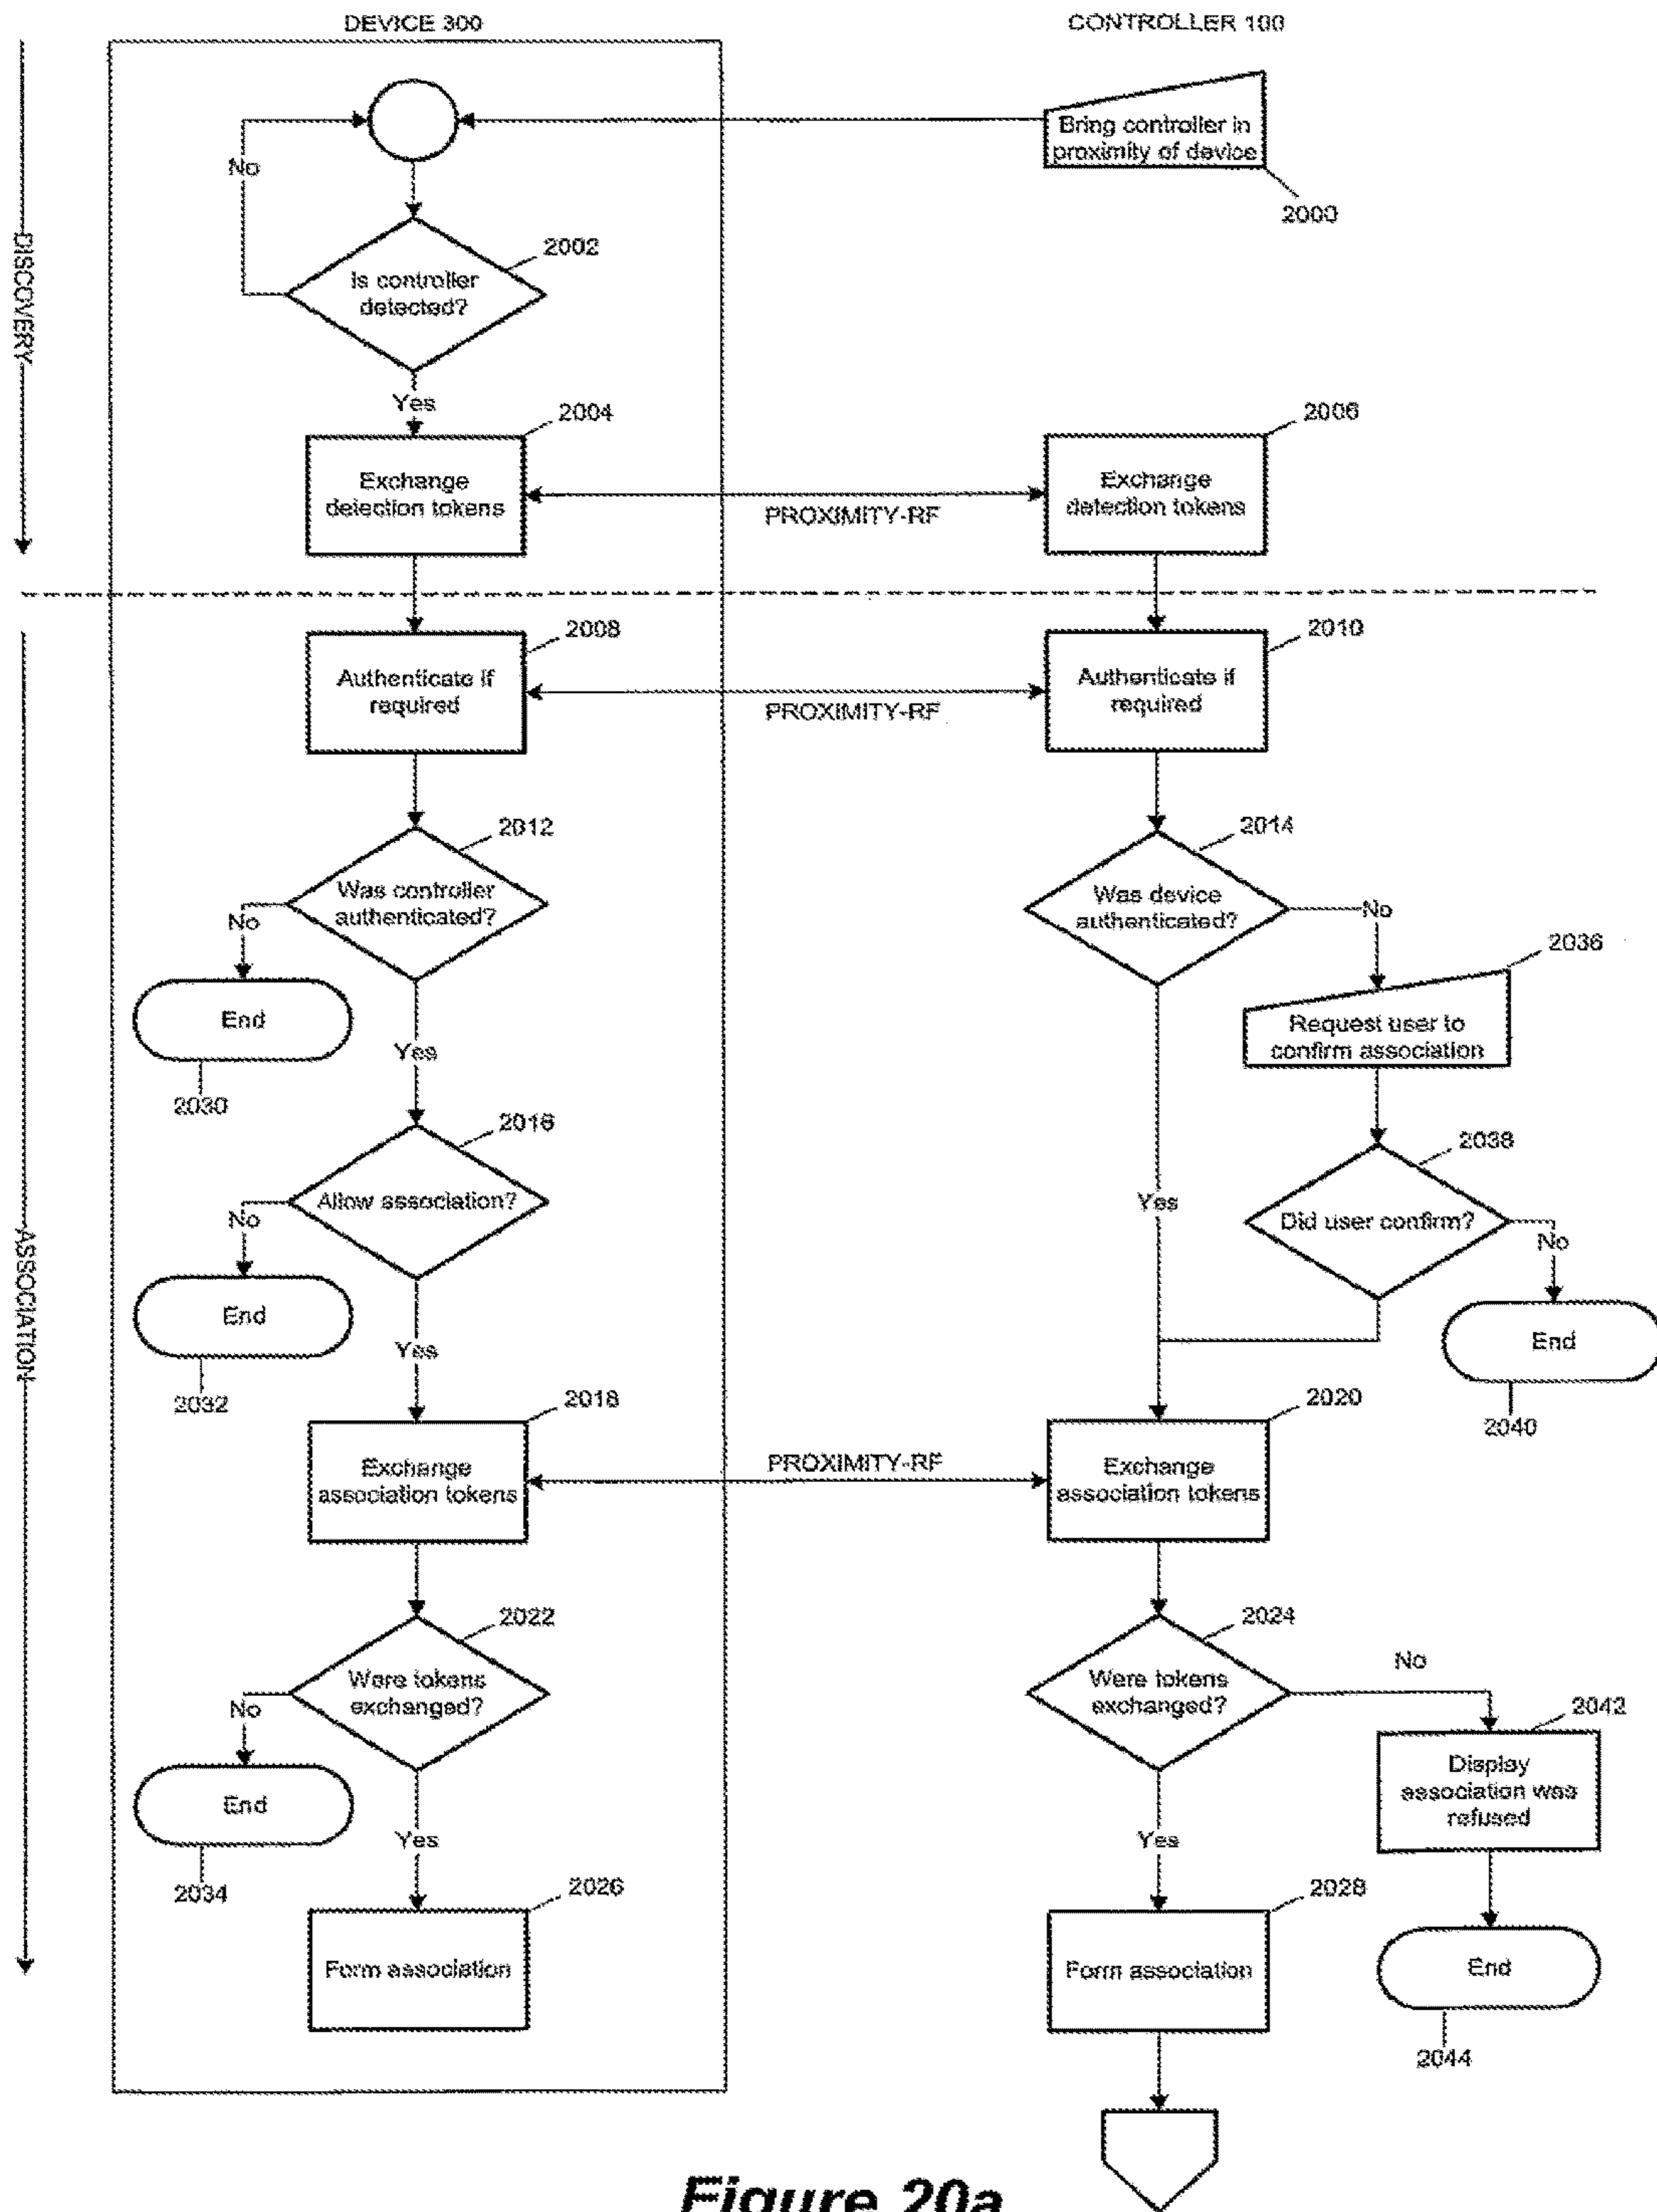 DEVICE 300
CONTROLLER 100
Bring controller in
proximity of device
2000
No
DISCOVERY
2002
Is controller
detected?
Yes
2004
2006
Exchange
detection tokens
PROXIMITY-RF
Exchange
detection tokens
2008
2010
Authenticate if
required
PROXIMITY-RF
Authenticate if
required
2012
2014
Was controller
authenticated?
No
Was device
authenticated?
No
2036
End
Request user to
confirm association
Yes
2030
2016
2038
Allow association?
No
Yes
Did user confirm?
No
ASSOCIATION
End
End
Yes
2032
2018
2020
2040
Exchange
association tokens
PROXIMITY-RF
Exchange
association tokens
2022
2024
Were tokens
exchanged?
No
Were tokens
exchanged?
No
2042
Display
association was
refused
End
Yes
Yes
2034
2026
2028
Form association
Form association
End
2044
Figure 20a